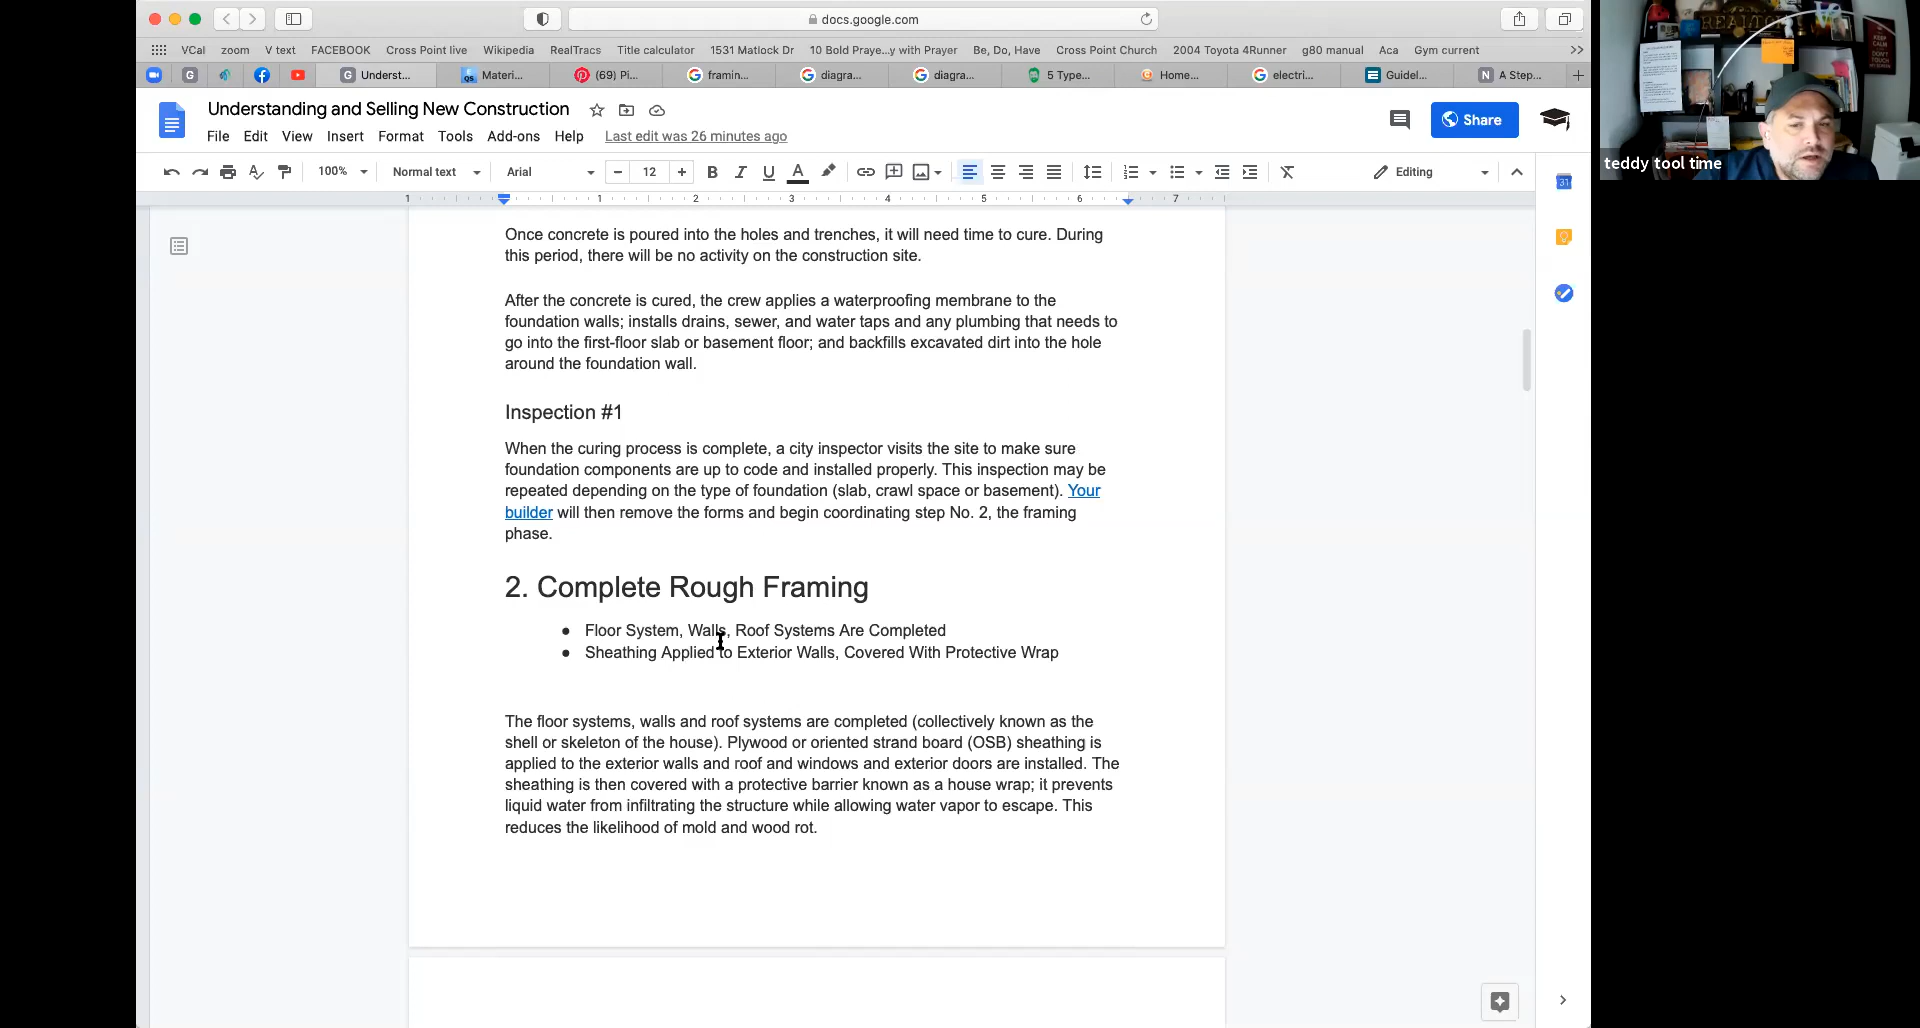 docs.google.com
VCal zoom V text FACEBOOK Cross Point live Wikipedia RealTracs Title calculator 1531 Matlock Dr 10 Bold Praye...y with Prayer Be, Do, Have Cross Point Church 2004 Toyota 4Runner g80 manual Aca Gym current >>
G Underst... QS Materi... (69) Pi... framin... diagra... diagra... 5 Type... Home... electri... Guidel... N A Step... +
Understanding and Selling New Construction
File Edit View Insert Format Tools Add-ons Help Last edit was 26 minutes ago
Share
100% Normal text Arial − 12 + B I U A Editing
1 1 2 3 4 5 6 7
31
Once concrete is poured into the holes and trenches, it will need time to cure. During
this period, there will be no activity on the construction site.
After the concrete is cured, the crew applies a waterproofing membrane to the
foundation walls; installs drains, sewer, and water taps and any plumbing that needs to
go into the first-floor slab or basement floor; and backfills excavated dirt into the hole
around the foundation wall.
Inspection #1
When the curing process is complete, a city inspector visits the site to make sure
foundation components are up to code and installed properly. This inspection may be
repeated depending on the type of foundation (slab, crawl space or basement). Your
builder will then remove the forms and begin coordinating step No. 2, the framing
phase.
2. Complete Rough Framing
● Floor System, Walls, Roof Systems Are Completed
● Sheathing Applied to Exterior Walls, Covered With Protective Wrap
The floor systems, walls and roof systems are completed (collectively known as the
shell or skeleton of the house). Plywood or oriented strand board (OSB) sheathing is
applied to the exterior walls and roof and windows and exterior doors are installed. The
sheathing is then covered with a protective barrier known as a house wrap; it prevents
liquid water from infiltrating the structure while allowing water vapor to escape. This
reduces the likelihood of mold and wood rot.
REALTOR
KEEP
CALM
DON'T
TOUCH
teddy tool time